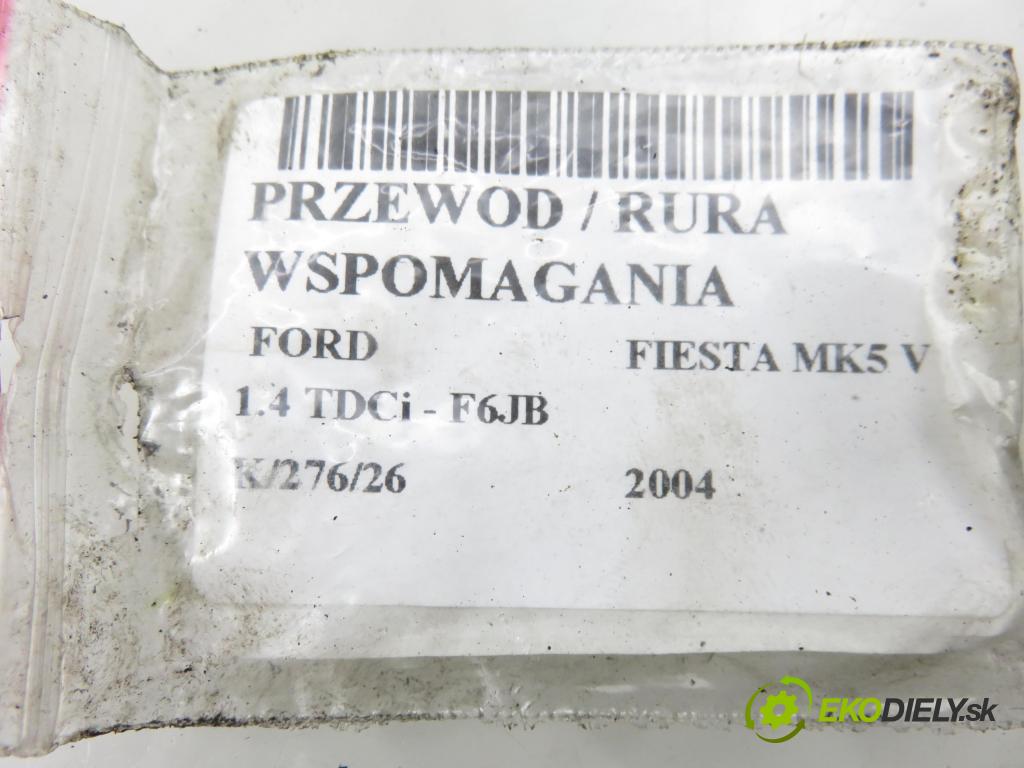 PRZEWOD / RURA
WSPOMAGANIA
FORD FIESTA MK5 V
1.4 TDCi - F6JB
K/276/26 2004
EKODIELY.sk